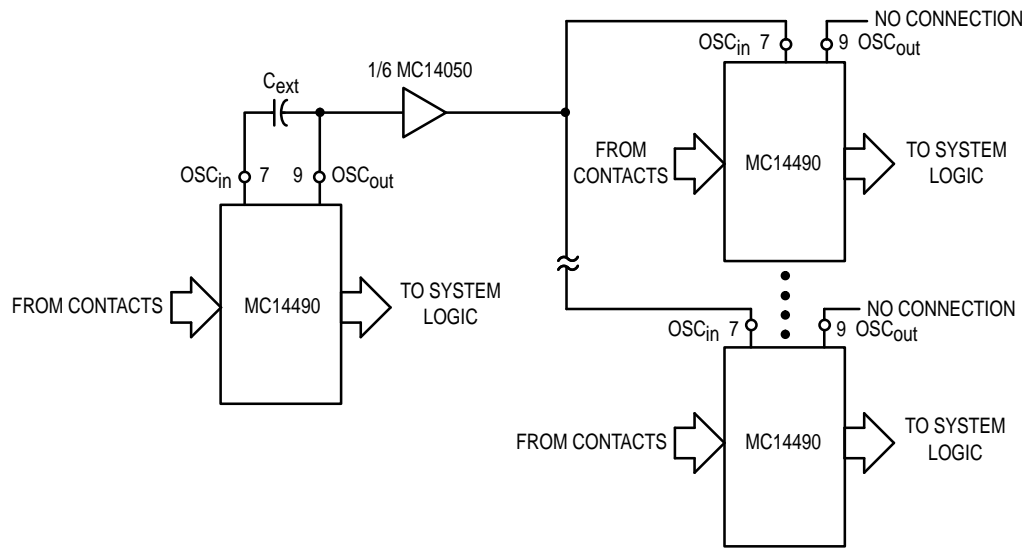 NO CONNECTION
OSCin 7
9 OSCout
1/6 MC14050
Cext
FROM
CONTACTS
MC14490
TO SYSTEM
LOGIC
OSCin 7
9 OSCout
FROM CONTACTS
MC14490
TO SYSTEM
LOGIC
NO CONNECTION
OSCin 7
9 OSCout
FROM CONTACTS
MC14490
TO SYSTEM
LOGIC